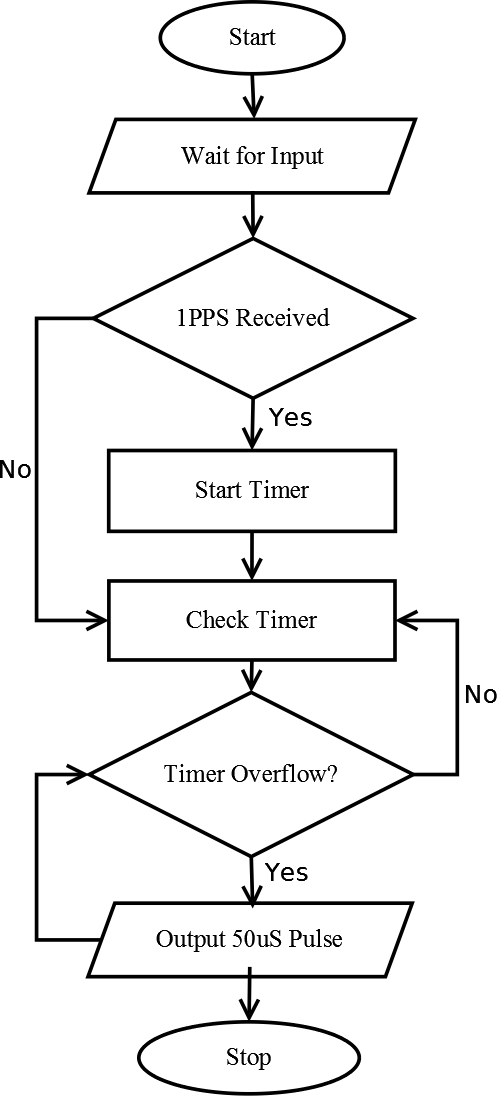 Start
Wait for Input
1PPS Received
Yes
No
Start Timer
Check Timer
No
Timer Overflow?
Yes
Output 50uS Pulse
Stop